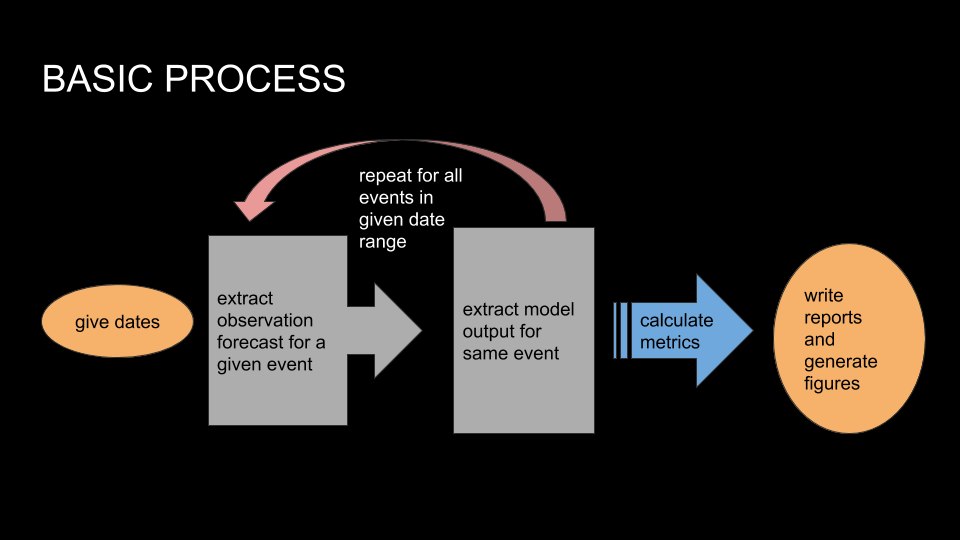 BASIC PROCESS
repeat for all
events in
given date
range
give dates
extract
observation
forecast for a
given event
extract model
output for
same event
calculate
metrics
write
reports
and
generate
figures